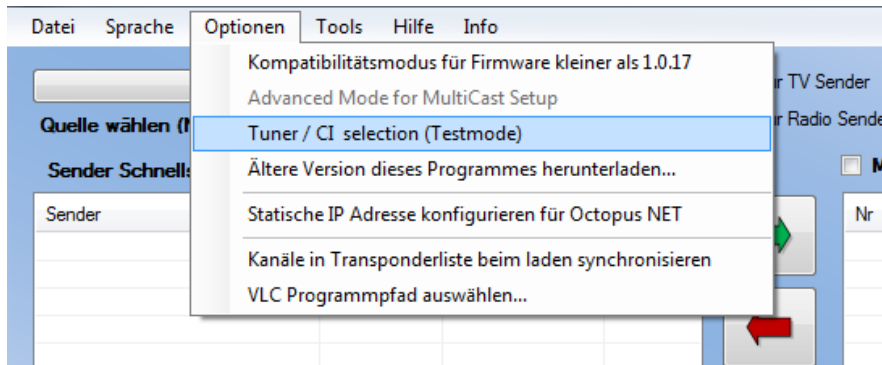 Datei Sprache Optionen Tools Hilfe Info
Kompatibilitätsmodus für Firmware kleiner als 1.0.17
Advanced Mode for MultiCast Setup
TV Sender
Quelle wählen
Tuner / CI selection (Testmode)
Radio
Sender
Ältere Version dieses Programmes herunterladen...
Sender
Statische IP Adresse konfigurieren für Octopus NET
Nr
Kanäle in Transponderliste beim laden synchronisieren
VLC Programmpfad auswählen...